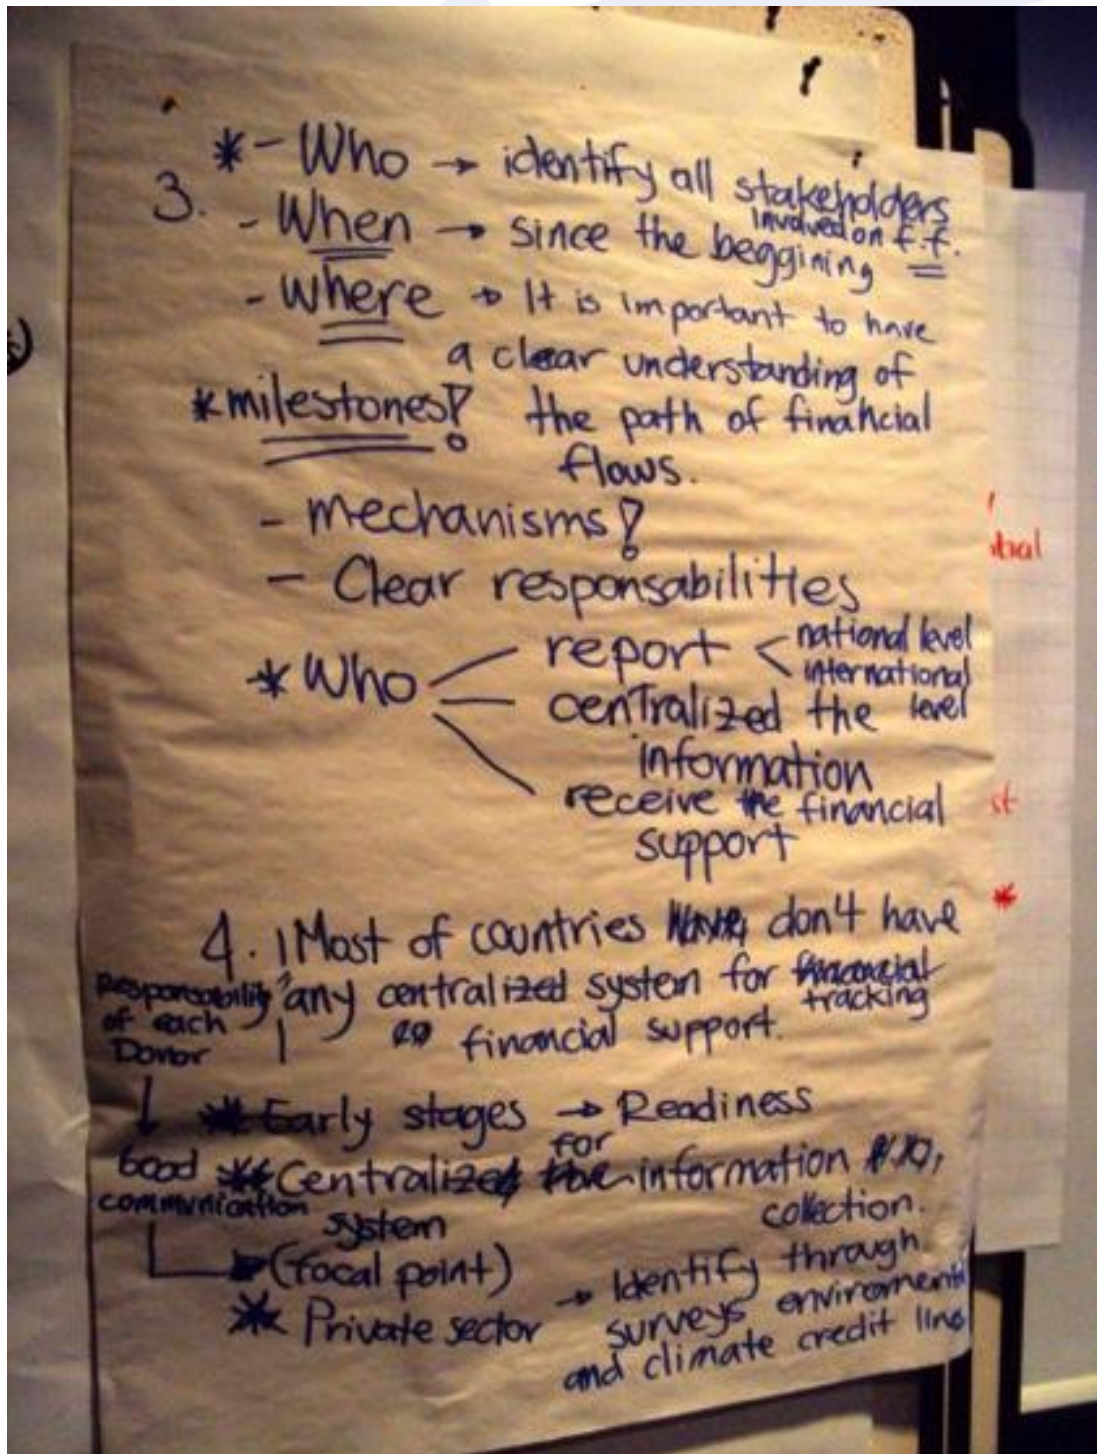 3. * - Who → identify all stakeholders
involved on f.f.
- When → since the beggining
- Where → It is important to have
a clear understanding of
* milestones! the path of financial
flows.
- mechanisms!
- Clear responsabilities
* Who
report < national level
international level
centralized the
information
receive the financial
support
4. Most of countries don't have
any centralized system for tracking
financial support.
Responsability
of each
Donor
↓
Good
communication
* Early stages → Readiness
** Centralized for information
system collection.
(focal point)
* Private sector → Identify through
surveys enviromental
and climate credit line
tial
st
*